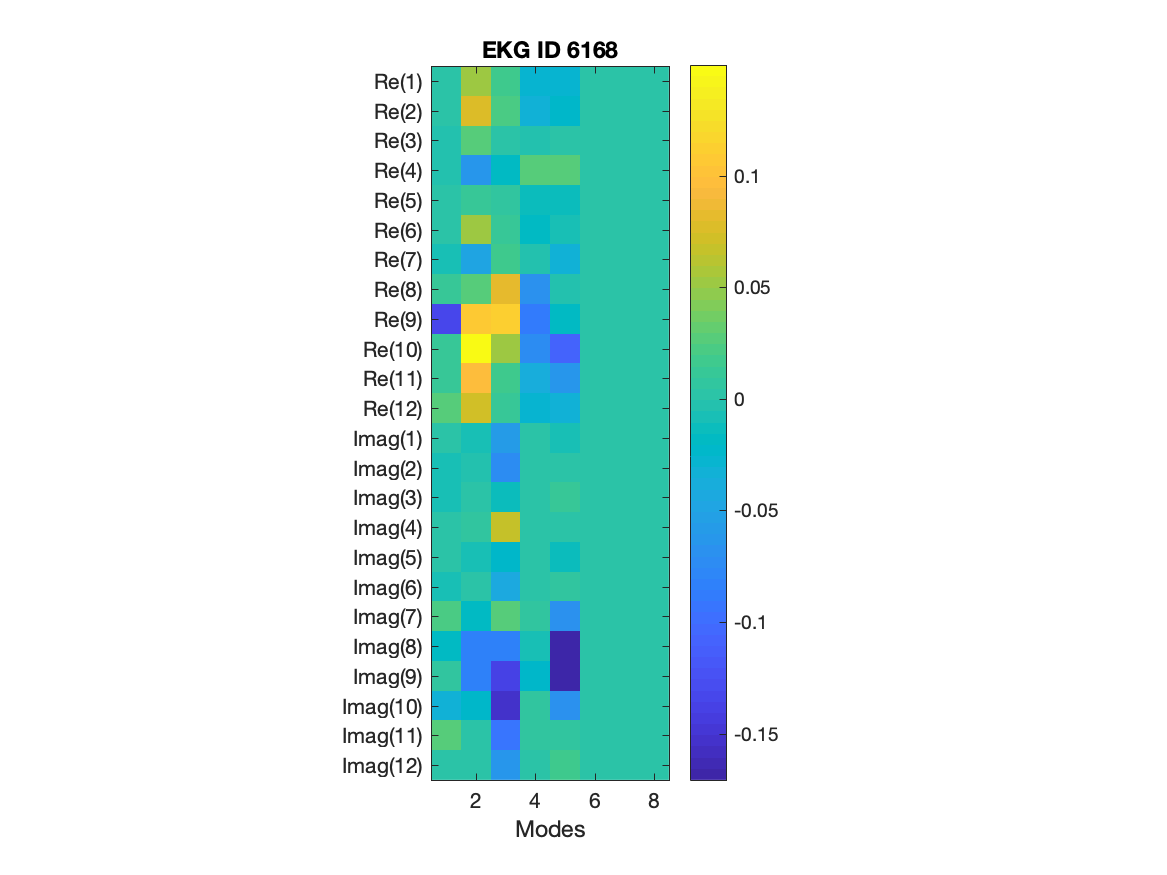 EKG ID 6168
Re(1)
Re(2)
Re(3)
Re(4)
Re(5)
Re(6)
Re(7)
Re(8)
Re(9)
Re(10)
Re(11)
Re(12)
Imag(1)
Imag(2)
Imag(3)
Imag(4)
Imag(5)
Imag(6)
Imag(7)
Imag(8)
Imag(9)
Imag(10)
Imag(11)
Imag(12)
0.1
0.05
0
-0.05
-0.1
-0.15
2 4 6 8
Modes